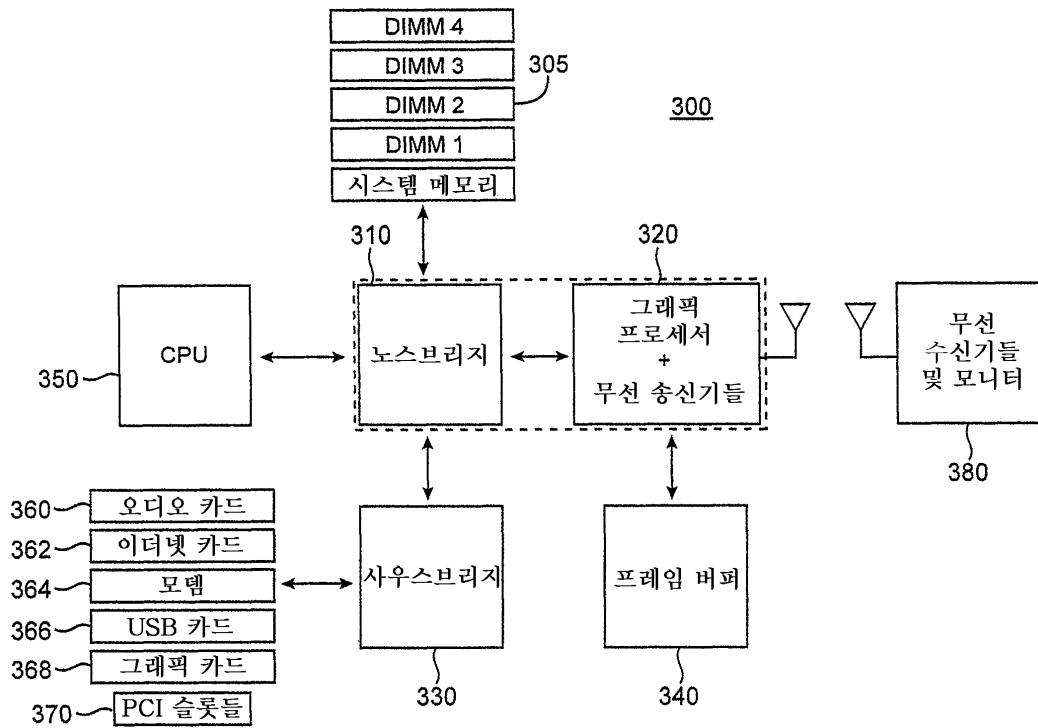 DIMM 4
DIMM 3
305
DIMM 2
300
DIMM 1
시스템 메모리
310
320
CPU
350
노스브리지
그래픽
프로세서
+
무선 송신기들
무선
수신기들
및 모니터
380
360
오디오 카드
362
이더넷 카드
364
모뎀
366
USB 카드
368
그래픽 카드
370
PCI 슬롯들
사우스브리지
330
프레임 버퍼
340